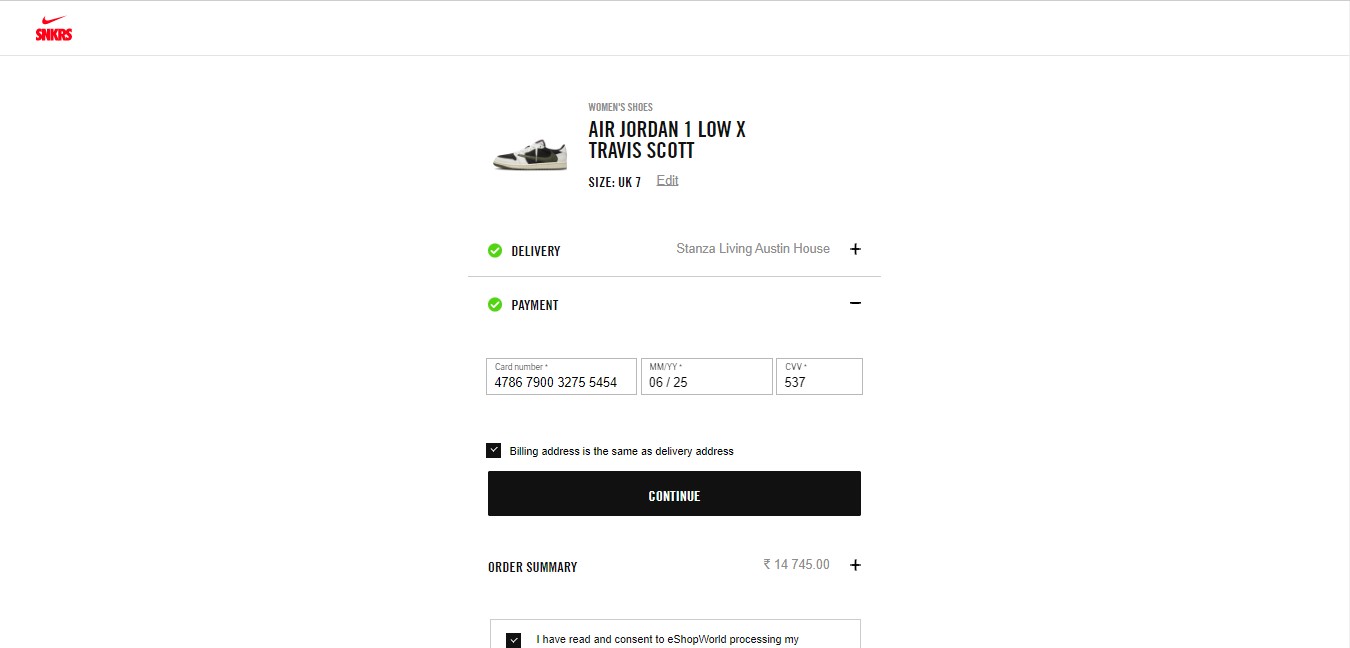 SNKRS
WOMEN'S SHOES
AIR JORDAN 1 LOW X
TRAVIS SCOTT
SIZE: UK 7 Edit
DELIVERY Stanza Living Austin House +
PAYMENT −
Card number * MM/YY * CVV *
4786 7900 3275 5454 06 / 25 537
Billing address is the same as delivery address
CONTINUE
ORDER SUMMARY ₹ 14 745.00 +
I have read and consent to eShopWorld processing my